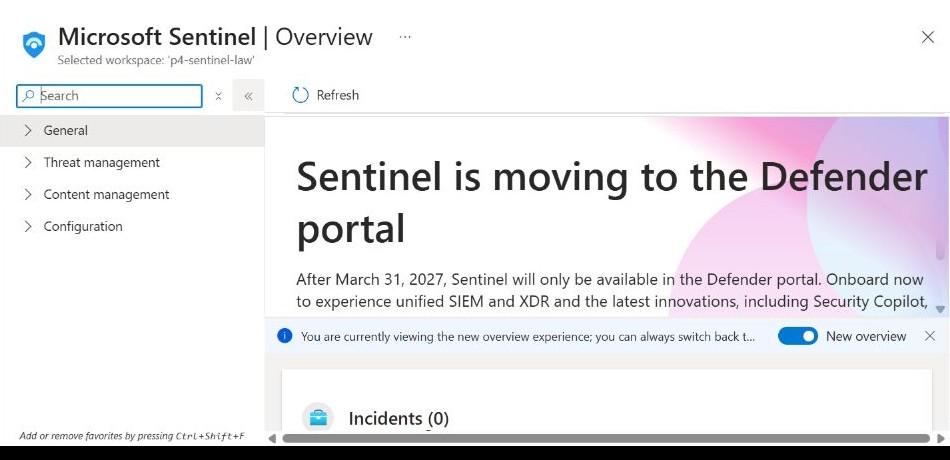 Microsoft Sentinel | Overview ...
Selected workspace: 'p4-sentinel-law'
Search
Refresh
General
Threat management
Content management
Configuration
Sentinel is moving to the Defender
portal
After March 31, 2027, Sentinel will only be available in the Defender portal. Onboard now
to experience unified SIEM and XDR and the latest innovations, including Security Copilot,
You are currently viewing the new overview experience; you can always switch back t...
New overview
Incidents (0)
Add or remove favorites by pressing Ctrl+Shift+F